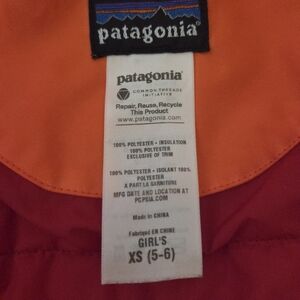 patagonia®
patagonia®
COMMON THREADS
INITIATIVE
Repair, Reuse, Recycle
This Product
www.patagonia.com
100% POLYESTER • INSULATION
100% POLYESTER
EXCLUSIVE OF TRIM
100% POLYESTER • ISOLANT 100%
POLYESTER
À PART LA GARNITURE
MFG DATE AND LOCATION AT
PCPSIA.COM
Made in CHINA
Fabriqué EN CHINE
GIRL'S
XS (5-6)